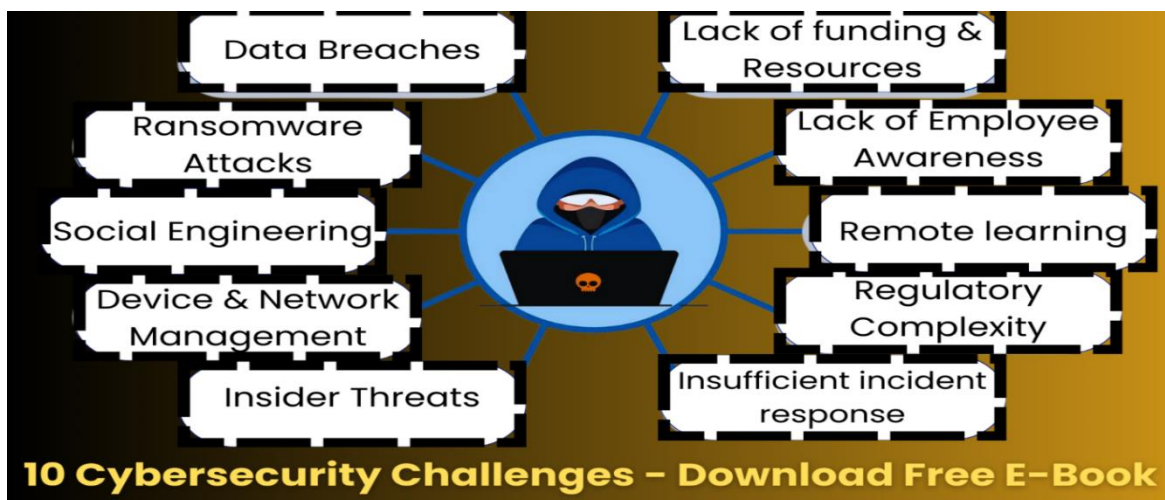 Data Breaches
Lack of funding &
Resources
Ransomware
Attacks
Lack of Employee
Awareness
Social Engineering
Remote learning
Device & Network
Management
Regulatory
Complexity
Insider Threats
Insufficient incident
response
10 Cybersecurity Challenges - Download Free E-Book